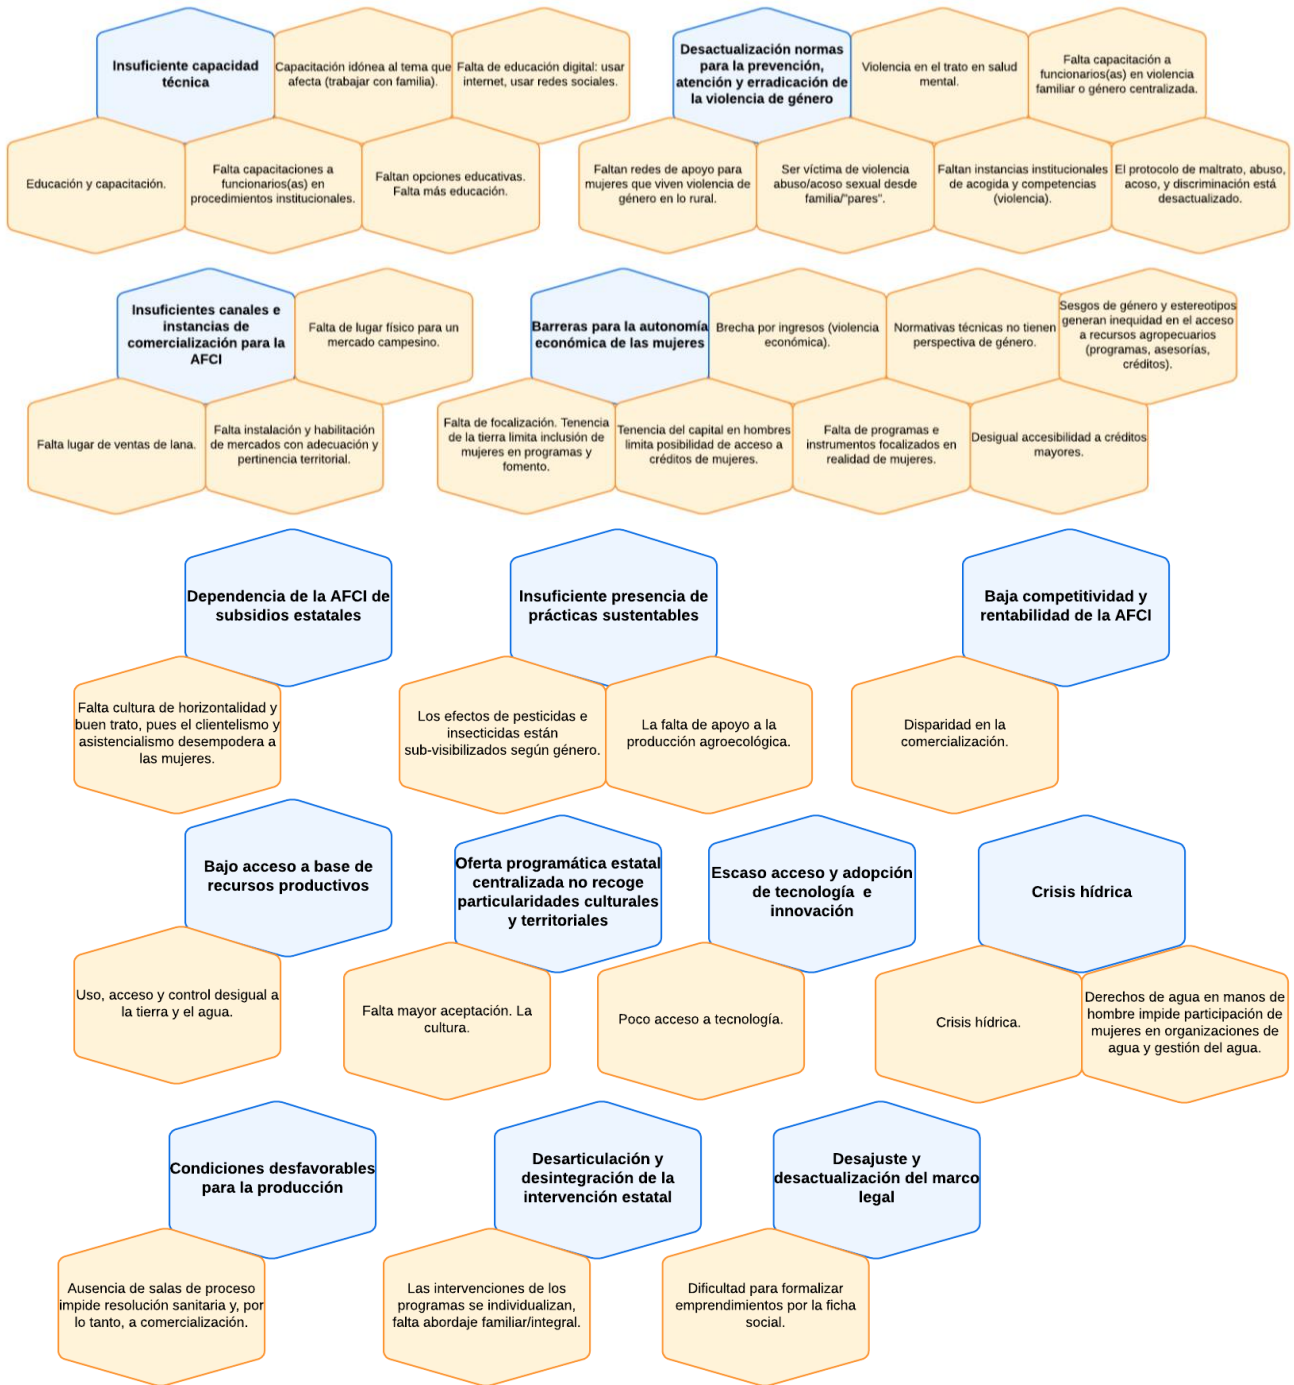 Insuficiente capacidad
técnica
Capacitación idónea al tema que
afecta (trabajar con familia).
Falta de educación digital: usar
internet, usar redes sociales.
Educación y capacitación.
Falta capacitaciones a
funcionarios(as) en
procedimientos institucionales.
Faltan opciones educativas.
Falta más educación.
Desactualización normas
para la prevención,
atención y erradicación de
la violencia de género
Violencia en el trato en salud
mental.
Falta capacitación a
funcionarios(as) en violencia
familiar o género centralizada.
Faltan redes de apoyo para
mujeres que viven violencia de
género en lo rural.
Ser víctima de violencia
abuso/acoso sexual desde
familia/"pares".
Faltan instancias institucionales
de acogida y competencias
(violencia).
El protocolo de maltrato, abuso,
acoso, y discriminación está
desactualizado.
Insuficientes canales e
instancias de
comercialización para la
AFCI
Falta de lugar físico para un
mercado campesino.
Falta lugar de ventas de lana.
Falta instalación y habilitación
de mercados con adecuación y
pertinencia territorial.
Barreras para la autonomía
económica de las mujeres
Brecha por ingresos (violencia
económica).
Normativas técnicas no tienen
perspectiva de género.
Sesgos de género y estereotipos
generan inequidad en el acceso
a recursos agropecuarios
(programas, asesorías,
créditos).
Falta de focalización. Tenencia
de la tierra limita inclusión de
mujeres en programas y
fomento.
Tenencia del capital en hombres
limita posibilidad de acceso a
créditos de mujeres.
Falta de programas e
instrumentos focalizados en
realidad de mujeres.
Desigual accesibilidad a créditos
mayores.
Dependencia de la AFCI de
subsidios estatales
Falta cultura de horizontalidad y
buen trato, pues el clientelismo y
asistencialismo desempodera a
las mujeres.
Insuficiente presencia de
prácticas sustentables
Los efectos de pesticidas e
insecticidas están
sub-visibilizados según género.
La falta de apoyo a la
producción agroecológica.
Baja competitividad y
rentabilidad de la AFCI
Disparidad en la
comercialización.
Bajo acceso a base de
recursos productivos
Uso, acceso y control desigual a
la tierra y el agua.
Oferta programática estatal
centralizada no recoge
particularidades culturales
y territoriales
Falta mayor aceptación. La
cultura.
Escaso acceso y adopción
de tecnología e
innovación
Poco acceso a tecnología.
Crisis hídrica
Crisis hídrica.
Derechos de agua en manos de
hombre impide participación de
mujeres en organizaciones de
agua y gestión del agua.
Condiciones desfavorables
para la producción
Ausencia de salas de proceso
impide resolución sanitaria y, por
lo tanto, a comercialización.
Desarticulación y
desintegración de la
intervención estatal
Las intervenciones de los
programas se individualizan,
falta abordaje familiar/integral.
Desajuste y
desactualización del marco
legal
Dificultad para formalizar
emprendimientos por la ficha
social.